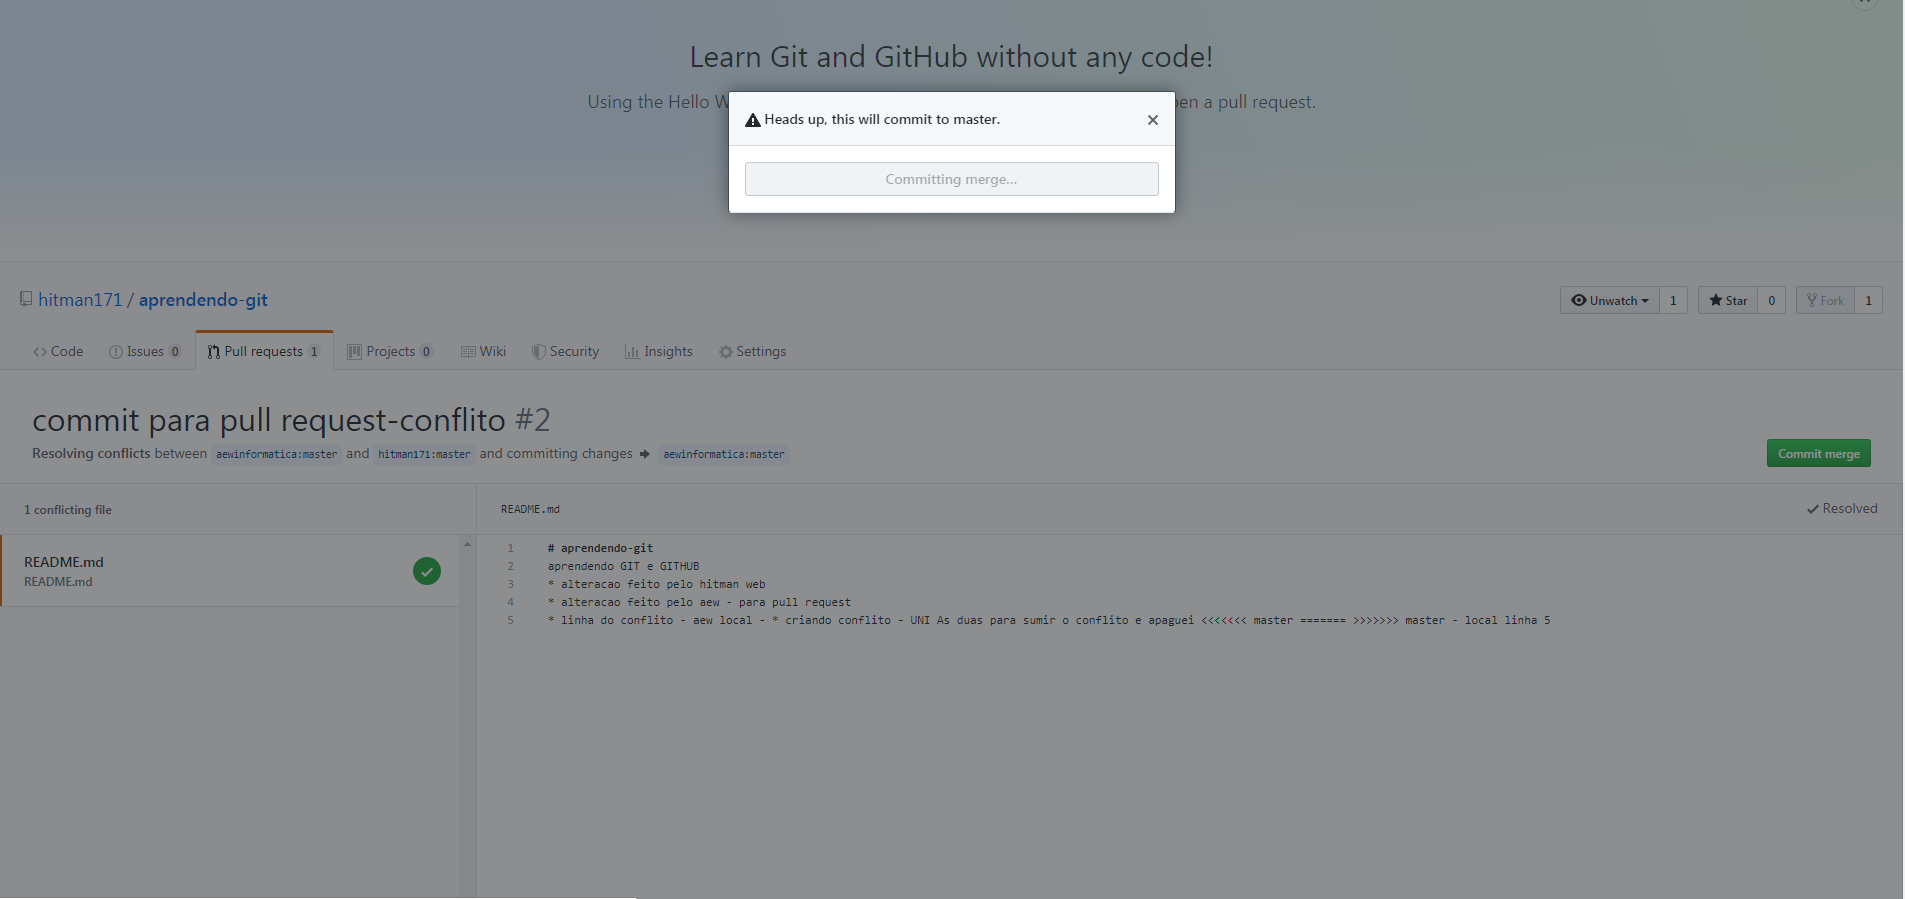 Learn Git and GitHub without any code!
Using the Hello W
en a pull request.
Heads up, this will commit to master.
Committing merge...
hitman171 / aprendendo-git
Unwatch 1 Star 0 Fork 1
Code Issues 0 Pull requests 1 Projects 0 Wiki Security Insights Settings
commit para pull request-conflito #2
Resolving conflicts between aewinformatica:master and hitman171:master and committing changes → aewinformatica:master
Commit merge
1 conflicting file
README.md
README.md
README.md
Resolved
1 # aprendendo-git
2 aprendendo GIT e GITHUB
3 * alteracao feito pelo hitman web
4 * alteracao feito pelo aew - para pull request
5 * linha do conflito - aew local - * criando conflito - UNI As duas para sumir o conflito e apaguei <<<<<<< master ======= >>>>>>> master - local linha 5